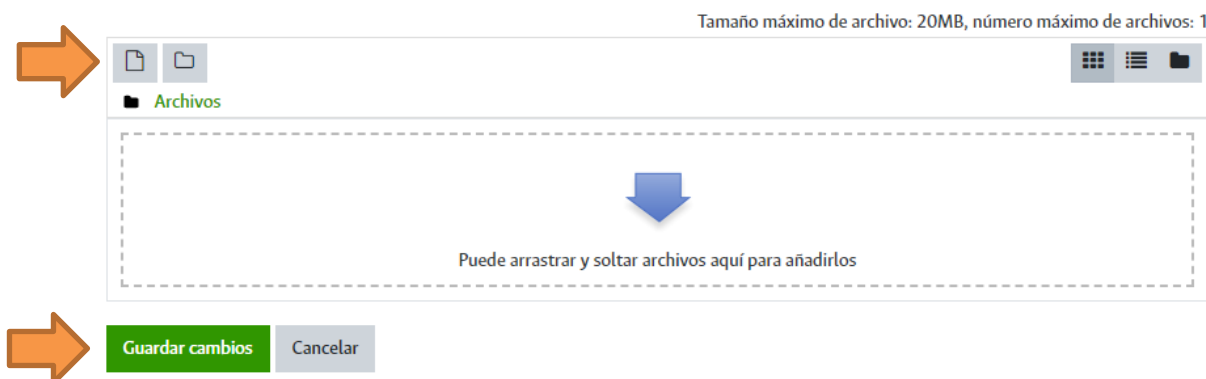 Tamaño máximo de archivo: 20MB, número máximo de archivos: 1
Archivos
Puede arrastrar y soltar archivos aquí para añadirlos
Guardar cambios
Cancelar